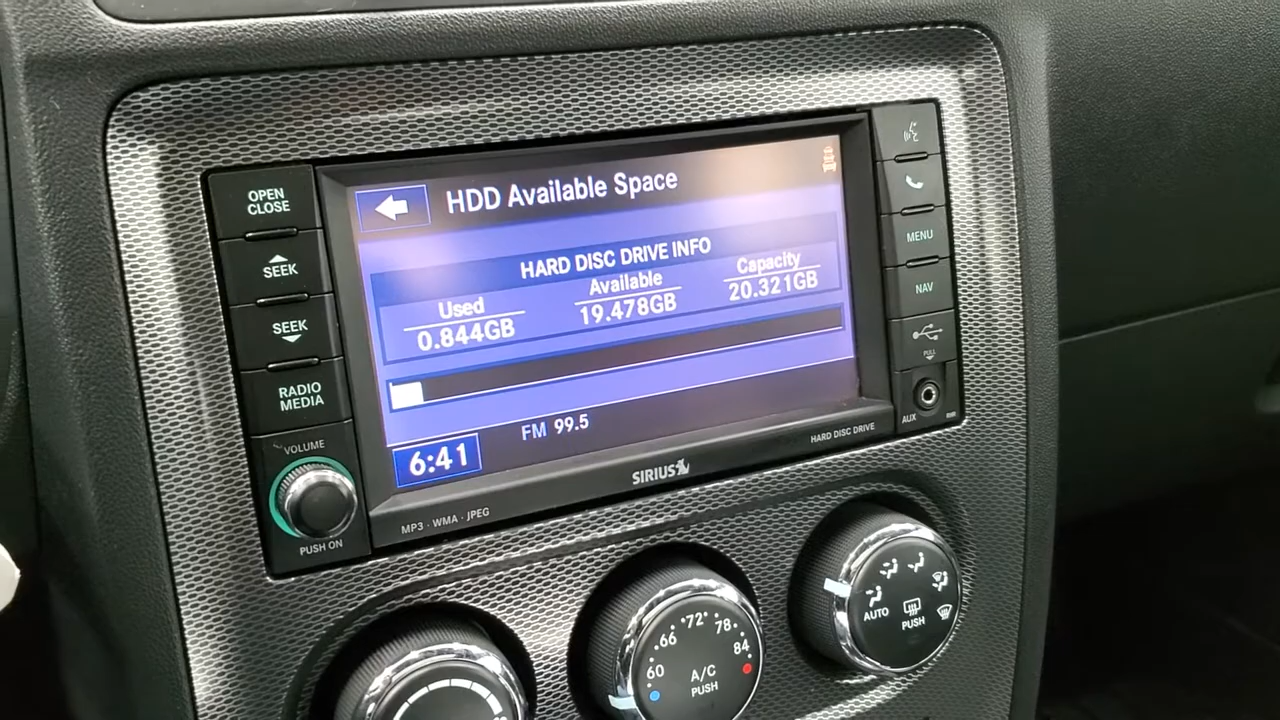 OPEN
CLOSE
SEEK
SEEK
RADIO
MEDIA
VOLUME
PUSH ON
HDD Available Space
HARD DISC DRIVE INFO
Used Available Capacity
0.844GB 19.478GB 20.321GB
6:41 FM 99.5
SIRIUS
HARD DISC DRIVE
MP3 · WMA · JPEG
MENU
NAV
PULL
AUX
60 66 •72° 78 84
A/C
PUSH
AUTO
PUSH